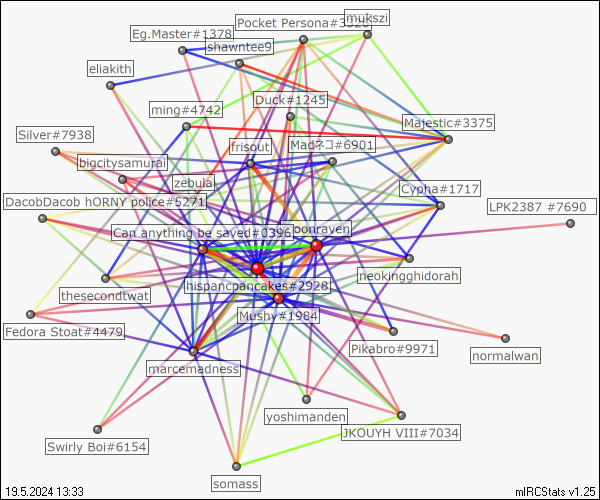 mukszi
Pocket Persona#3520
Eg.Master#1378
shawntee9
eliakith
Duck#1245
ming#4742
Majestic#3375
Silver#7938
frisout
Madネコ#6901
bigcitysamurai
zebulai
Cypha#1717
DacobDacob hORNY police#5271
LPK2387 #7690
Can anything be saved#0396
oonraven
neokingghidorah
hispancpancakes#2928
thesecondtwat
Mushy#1984
Fedora Stoat#4479
Pikabro#9971
normalwan
marcemadness
yoshimanden
JKOUYH VIII#7034
Swirly Boi#6154
somass
19.5.2024 13:33
mIRCStats v1.25